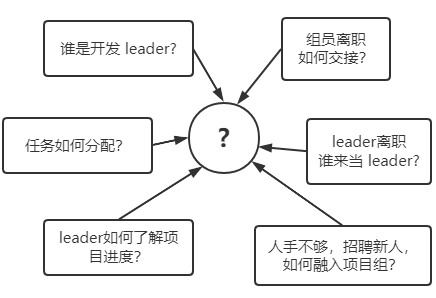 谁是开发 leader?
组员离职
如何交接?
任务如何分配?
?
leader离职
谁来当 leader?
leader如何了解项
目进度?
人手不够，招聘新人，
如何融入项目组?